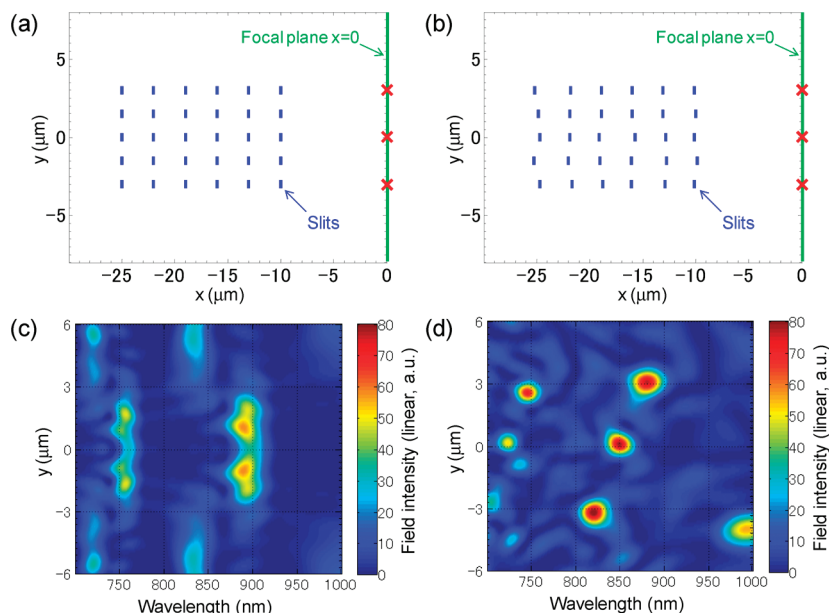 (a)
Focal plane x=0
5
0
−5
y (μm)
Slits
−25 −20 −15 −10 −5 0
x (μm)
(b)
Focal plane x=0
5
0
−5
y (μm)
Slits
−25 −20 −15 −10 −5 0
x (μm)
(c)
6
3
0
-3
-6
y (μm)
700 750 800 850 900 950 1000
Wavelength (nm)
80
70
60
50
40
30
20
10
0
Field intensity (linear, a.u.)
(d)
6
3
0
-3
-6
y (μm)
750 800 850 900 950 1000
Wavelength (nm)
80
70
60
50
40
30
20
10
0
Field intensity (linear, a.u.)